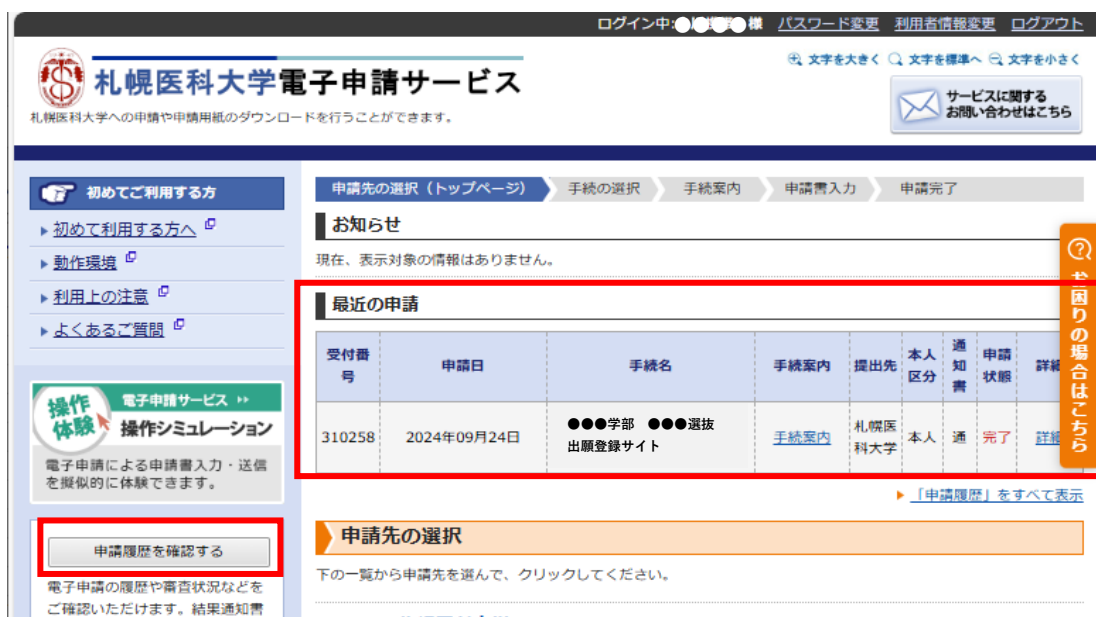 ログイン中:●●●● 様 パスワード変更 利用者情報変更 ログアウト
札幌医科大学電子申請サービス
文字を大きく 文字を標準へ 文字を小さく
札幌医科大学への申請や申請用紙のダウンロードを行うことができます。
サービスに関する
お問い合わせはこちら
初めてご利用する方
初めて利用する方へ
動作環境
利用上の注意
よくあるご質問
操作体験
電子申請サービス
操作シミュレーション
電子申請による申請書入力・送信
を擬似的に体験できます。
申請履歴を確認する
電子申請の履歴や審査状況などを
ご確認いただけます。結果通知書
申請先の選択（トップページ） 手続の選択 手続案内 申請書入力 申請完了
お知らせ
現在、表示対象の情報はありません。
最近の申請
受付番号 申請日 手続名 手続案内 提出先 本人区分 通知書 申請状態
310258 2024年09月24日 ●●●学部 ●●●選抜 出願登録サイト 手続案内 札幌医科大学 本人 通 完了
「申請履歴」をすべて表示
申請先の選択
下の一覧から申請先を選んで、クリックしてください。
お困りの場合はこちら